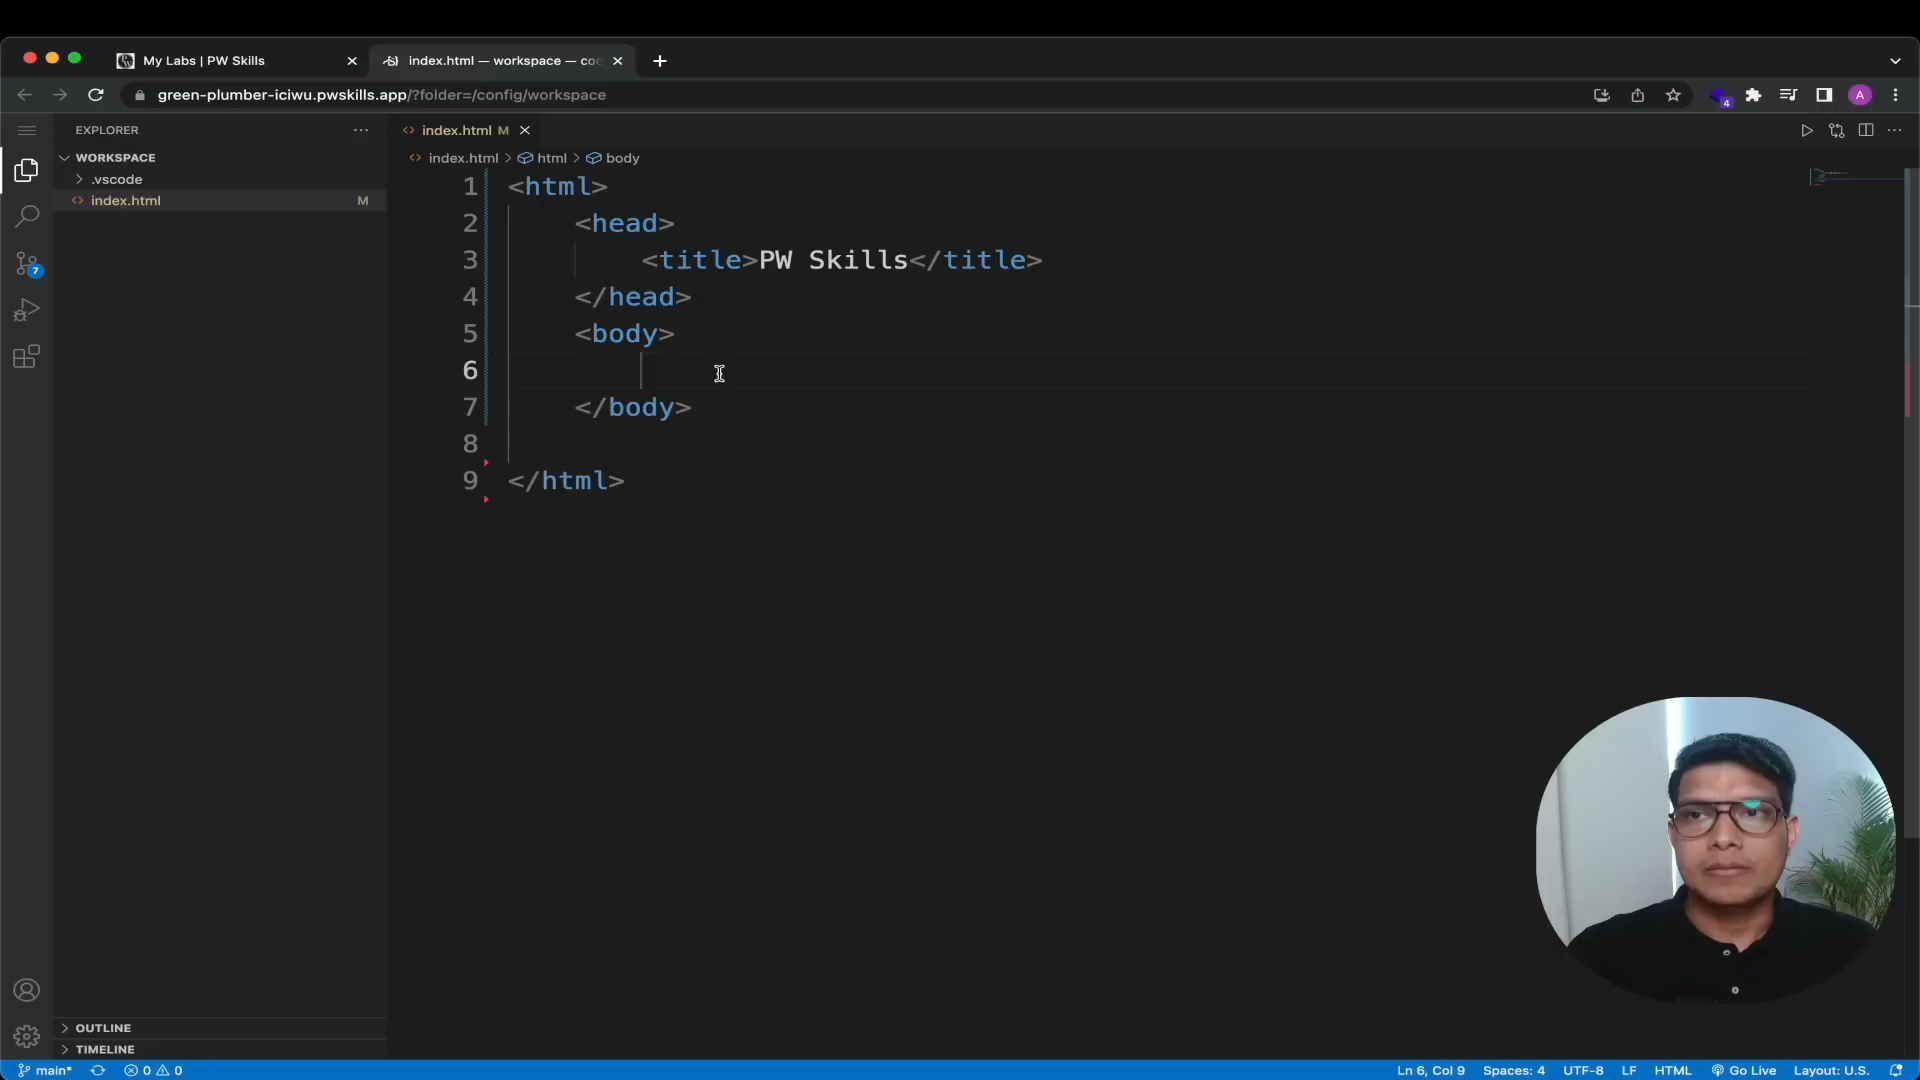 My Labs | PW Skills
index.html — workspace — co
green-plumber-iciwu.pwskills.app/?folder=/config/workspace
4
A
EXPLORER
index.html M
WORKSPACE
index.html > html > body
.vscode
index.html M
7
1 <html>
2 <head>
3 <title>PW Skills</title>
4 </head>
5 <body>
6
7 </body>
8
9 </html>
OUTLINE
TIMELINE
main* 0 0 Ln 6, Col 9 Spaces: 4 UTF-8 LF HTML Go Live Layout: U.S.